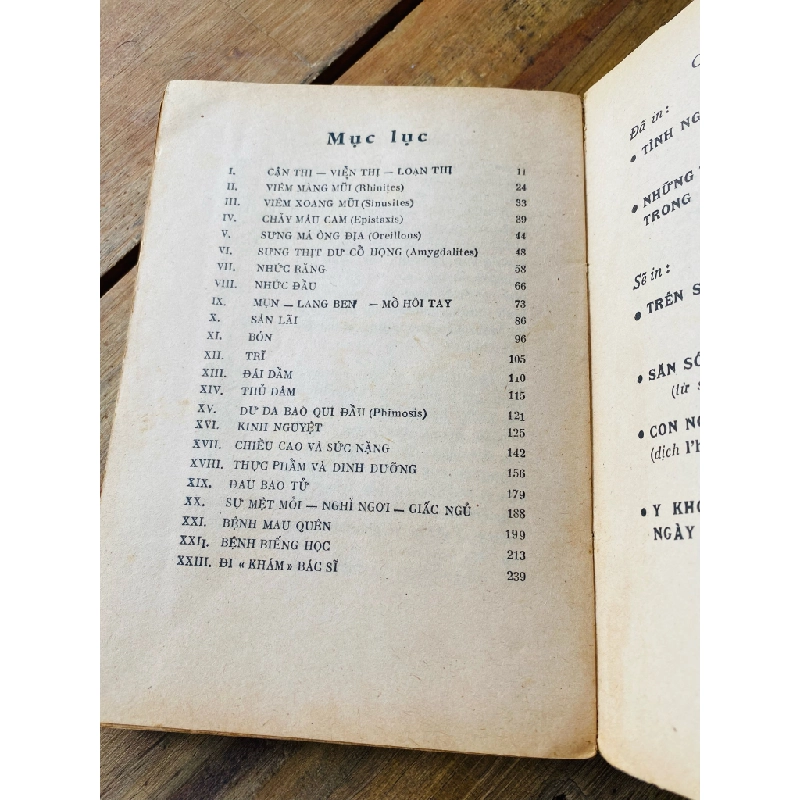 Mục lục
I. CẬN THỊ — VIỆN THỊ — LOẠN THỊ 11
II. VIÊM MÀNG MŨI (Rhinites) 24
III. VIÊM XOANG MŨI (Sinusites) 33
IV. CHẢY MÁU CAM (Epistaxis) 39
V. SƯNG MÁ ÔNG ĐỊA (Oreillons) 44
VI. SƯNG THỊT DƯ CỔ HỌNG (Amygdalites) 48
VII. NHỨC RĂNG 58
VIII. NHỨC ĐẦU 66
IX. MỤN — LANG BEN — MỒ HÔI TAY 73
X. SÁN LÃI 86
XI. BÓN 96
XII. TRĨ 105
XIII. ĐÁI DẦM 110
XIV. THỦ DÂM 115
XV. DƯ DA BAO QUI ĐẦU (Phimosis) 121
XVI. KINH NGUYỆT 125
XVII. CHIỀU CAO VÀ SỨC NẶNG 142
XVIII. THỰC PHẨM VÀ DINH DƯỠNG 156
XIX. ĐAU BAO TỬ 179
XX. SỰ MỆT MỎI — NGHỈ NGƠI — GIẤC NGỦ 188
XXI. BỆNH MAU QUÊN 199
XXII. BỆNH BIẾNG HỌC 213
XXIII. ĐI «KHÁM» BÁC SĨ 239
Đã in :
• TÌNH
• NHỮNG
TRONG
Sẽ in :
• TRÊN
• SĂN
(từ
• CON
(dịch
• Y
NGÀY